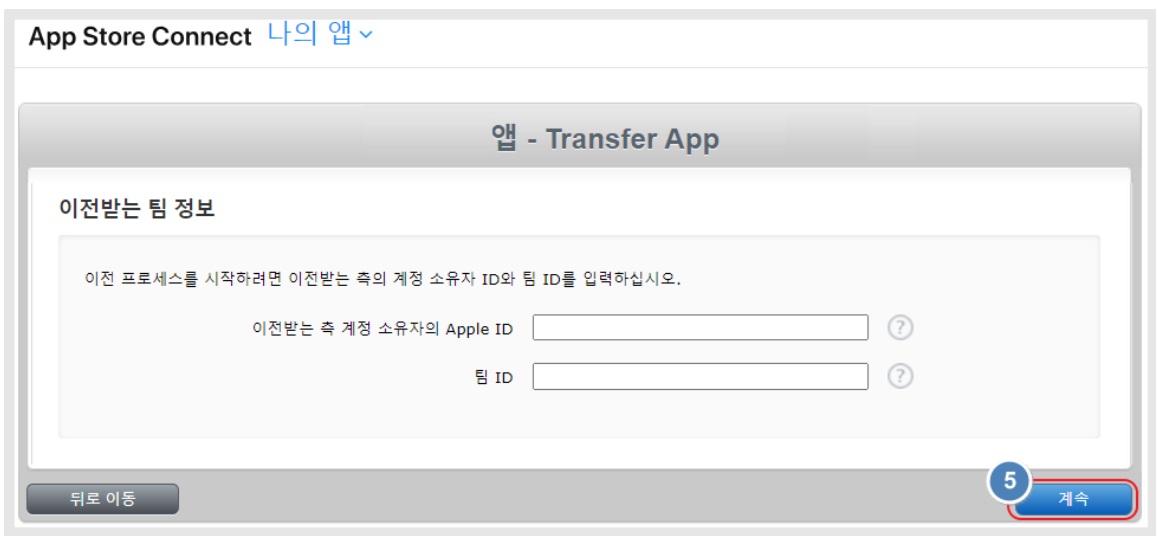 App Store Connect 나의 앱
앱 - Transfer App
이전받는 팀 정보
이전 프로세스를 시작하려면 이전받는 측의 계정 소유자 ID와 팀 ID를 입력하십시오.
이전받는 측 계정 소유자의 Apple ID ?
팀 ID ?
뒤로 이동 5 계속